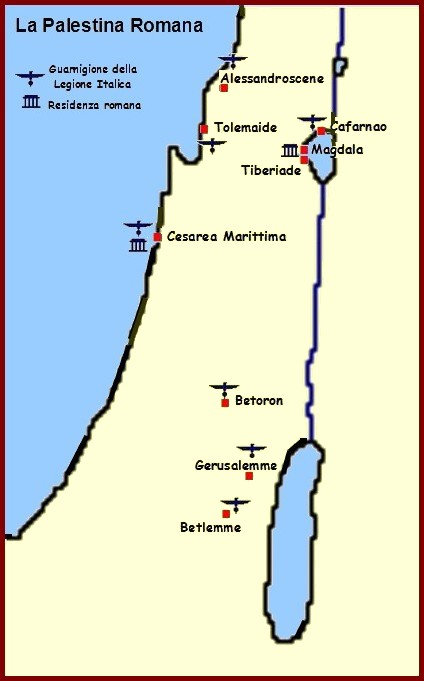 La Palestina Romana
Guarnigione della
Legione Italica
Residenza romana
Alessandroscene
Tolemaide
Cafarnao
Magdala
Tiberiade
Cesarea Marittima
Betoron
Gerusalemme
Betlemme